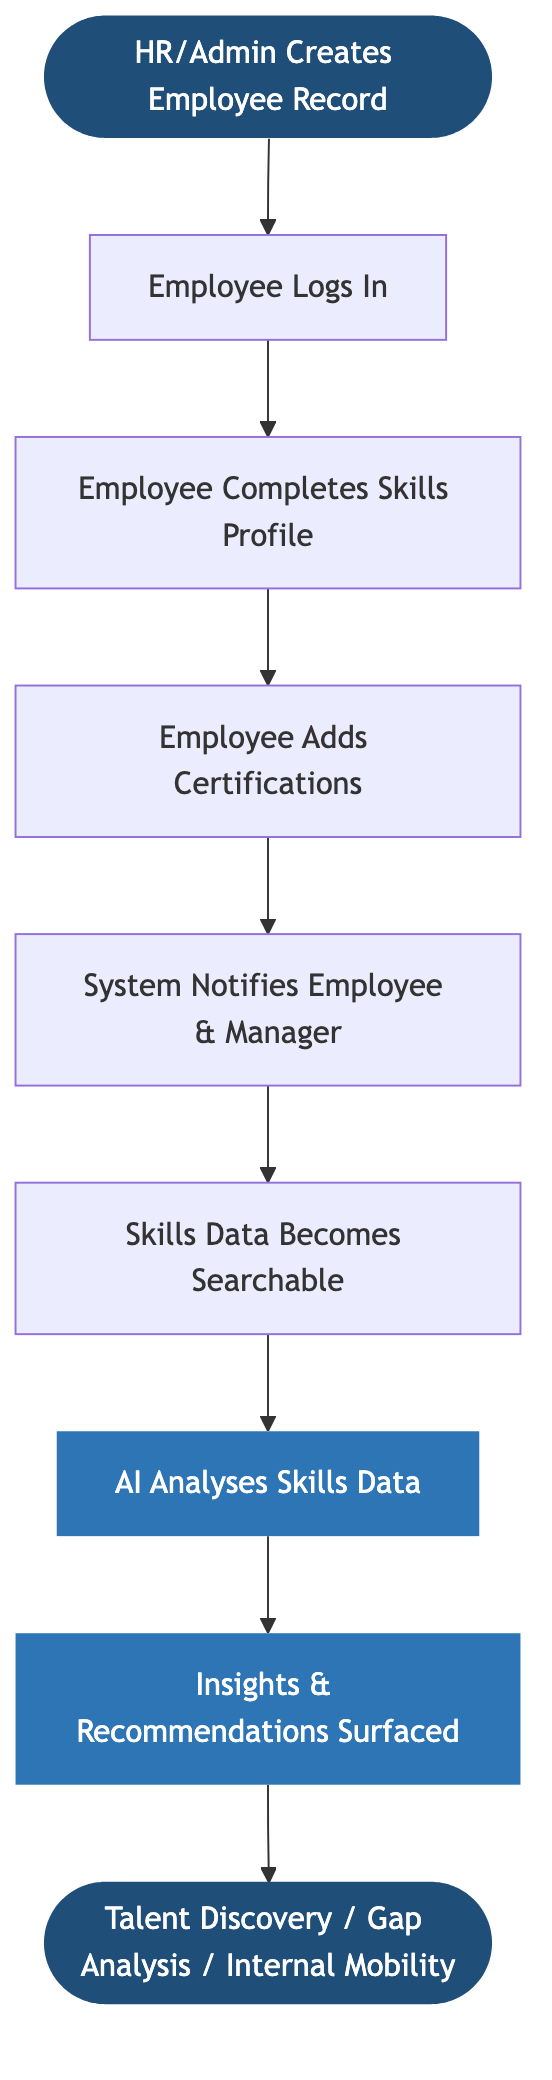 HR/Admin Creates
Employee Record
Employee Logs In
Employee Completes Skills
Profile
Employee Adds
Certifications
System Notifies Employee
& Manager
Skills Data Becomes
Searchable
AI Analyses Skills Data
Insights &
Recommendations Surfaced
Talent Discovery / Gap
Analysis / Internal Mobility